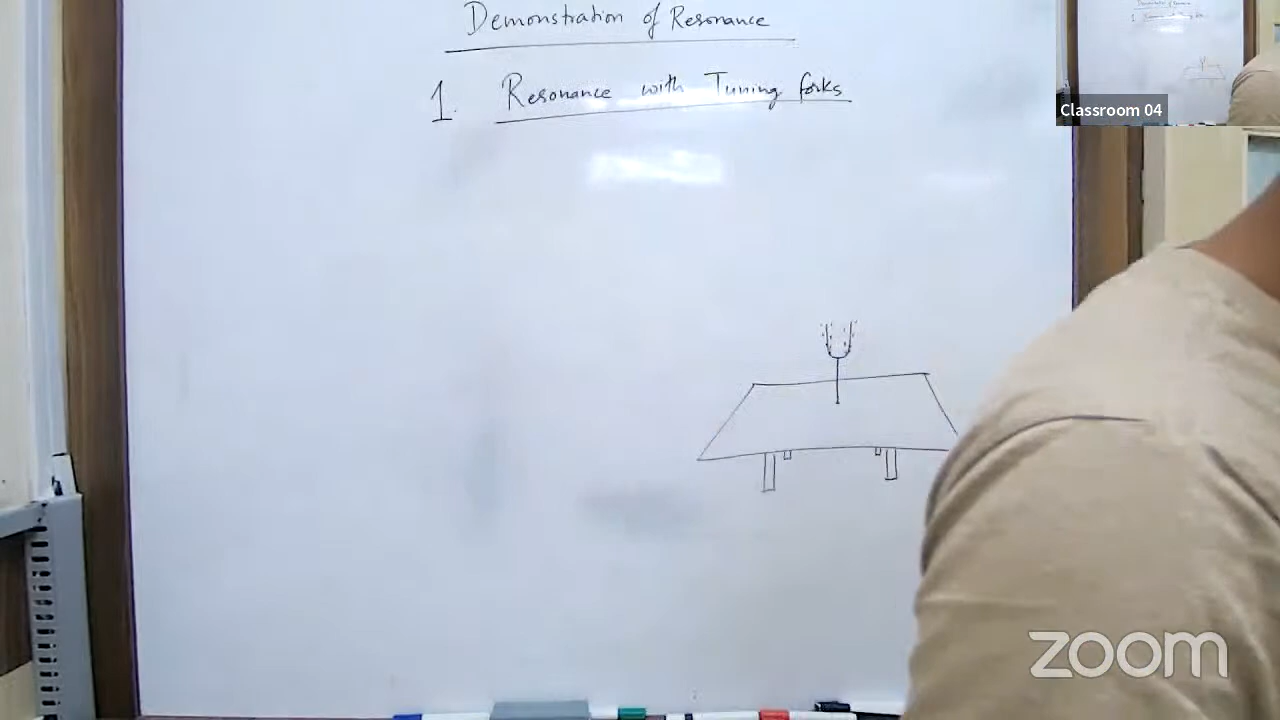 Demonstration of Resonance
1. Resonance with Tuning forks
Classroom 04
zoom